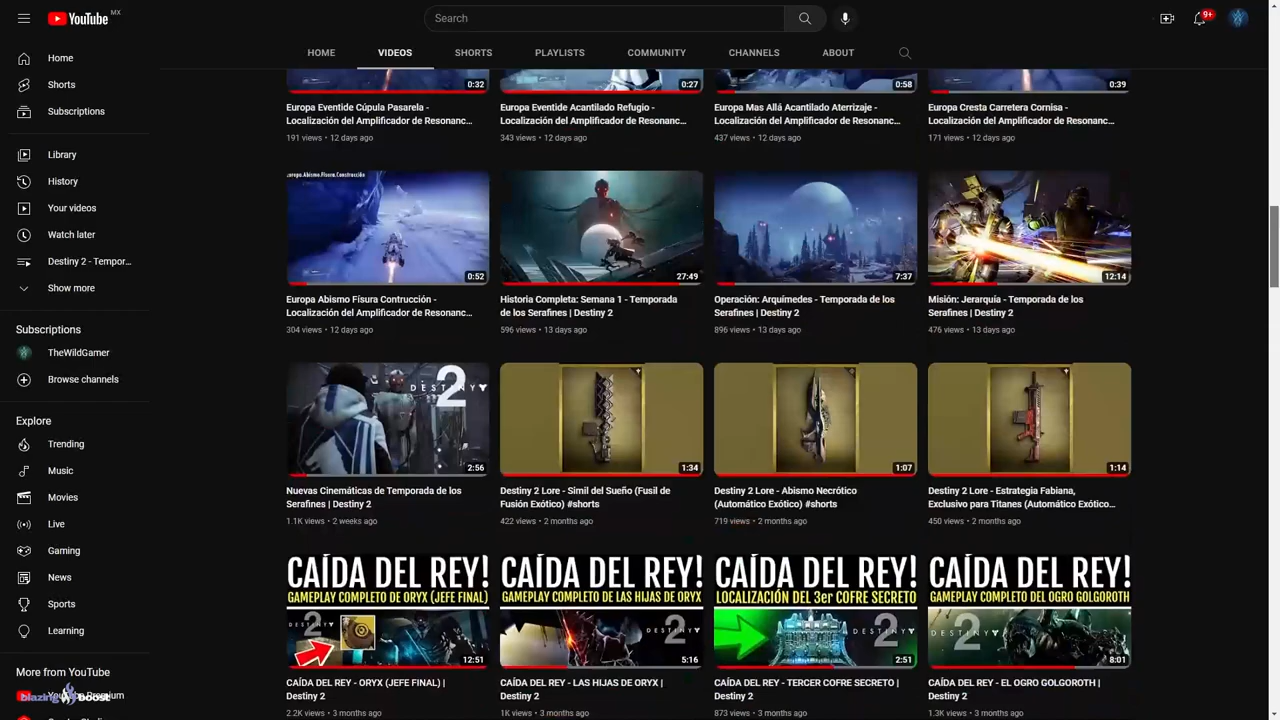 YouTube MX
Search
9+
HOME VIDEOS SHORTS PLAYLISTS COMMUNITY CHANNELS ABOUT
Home
Shorts
Subscriptions
Library
History
Your videos
Watch later
Destiny 2 - Tempor...
Show more
Subscriptions
TheWildGamer
Browse channels
Explore
Trending
Music
Movies
Live
Gaming
News
Sports
Learning
More from YouTube
blazing boost
0:32
Europa Eventide Cúpula Pasarela -
Localización del Amplificador de Resonanc...
191 views • 12 days ago
0:27
Europa Eventide Acantilado Refugio -
Localización del Amplificador de Resonanc...
343 views • 12 days ago
0:58
Europa Mas Allá Acantilado Aterrizaje -
Localización del Amplificador de Resonanc...
437 views • 12 days ago
0:39
Europa Cresta Carretera Cornisa -
Localización del Amplificador de Resonanc...
171 views • 12 days ago
Europa.Abismo.Fisura.Construcción
0:52
Europa Abismo Físura Contrucción -
Localización del Amplificador de Resonanc...
304 views • 12 days ago
27:49
Historia Completa: Semana 1 - Temporada
de los Serafines | Destiny 2
596 views • 13 days ago
7:37
Operación: Arquímedes - Temporada de los
Serafines | Destiny 2
896 views • 13 days ago
12:14
Misión: Jerarquía - Temporada de los
Serafines | Destiny 2
476 views • 13 days ago
DESTINY 2
2:56
Nuevas Cinemáticas de Temporada de los
Serafines | Destiny 2
1.1K views • 2 weeks ago
1:34
Destiny 2 Lore - Simil del Sueño (Fusil de
Fusión Exótico) #shorts
422 views • 2 months ago
1:07
Destiny 2 Lore - Abismo Necrótico
(Automático Exótico) #shorts
719 views • 2 months ago
1:14
Destiny 2 Lore - Estrategia Fabiana,
Exclusivo para Titanes (Automático Exótico...
450 views • 2 months ago
CAÍDA DEL REY!
GAMEPLAY COMPLETO DE ORYX (JEFE FINAL)
DESTINY 2
12:51
CAÍDA DEL REY - ORYX (JEFE FINAL) |
Destiny 2
2.2K views • 3 months ago
CAÍDA DEL REY!
GAMEPLAY COMPLETO DE LAS HIJAS DE ORYX
DESTINY 2
5:16
CAÍDA DEL REY - LAS HIJAS DE ORYX |
Destiny 2
1K views • 3 months ago
CAÍDA DEL REY!
LOCALIZACIÓN DEL 3er COFRE SECRETO
DESTINY 2
2:51
CAÍDA DEL REY - TERCER COFRE SECRETO |
Destiny 2
873 views • 3 months ago
CAÍDA DEL REY!
GAMEPLAY COMPLETO DEL OGRO GOLGOROTH
DESTINY 2
8:01
CAÍDA DEL REY - EL OGRO GOLGOROTH |
Destiny 2
1.3K views • 3 months ago